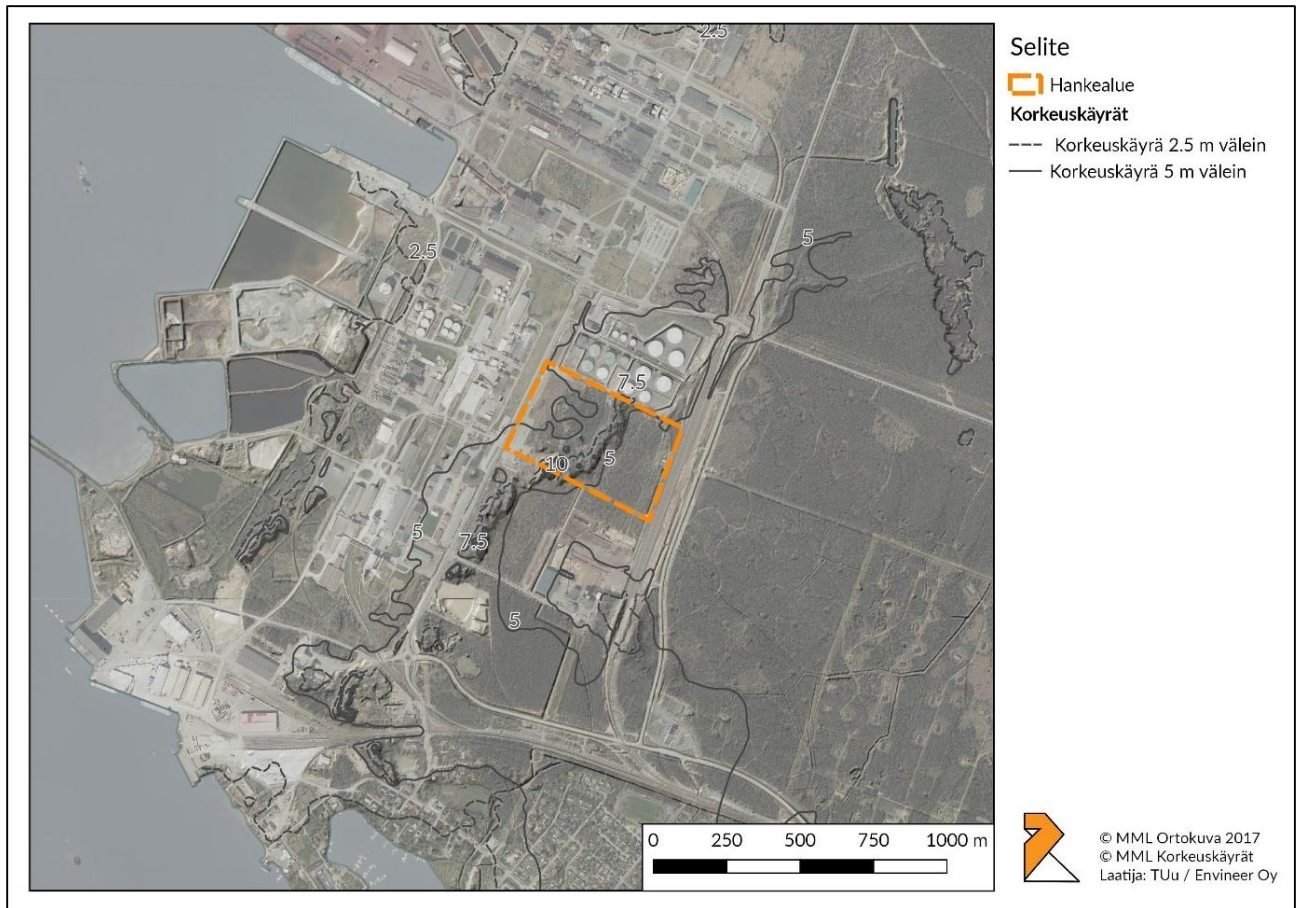 Selite
Hankealue
Korkeuskäyrät
Korkeuskäyrä 2.5 m välein
Korkeuskäyrä 5 m välein
2.5
2.5
5
7.5
10
5
5
7.5
5
0 250 500 750 1000 m
© MML Ortokuva 2017
© MML Korkeuskäyrät
Laatija: TUu / Envineer Oy